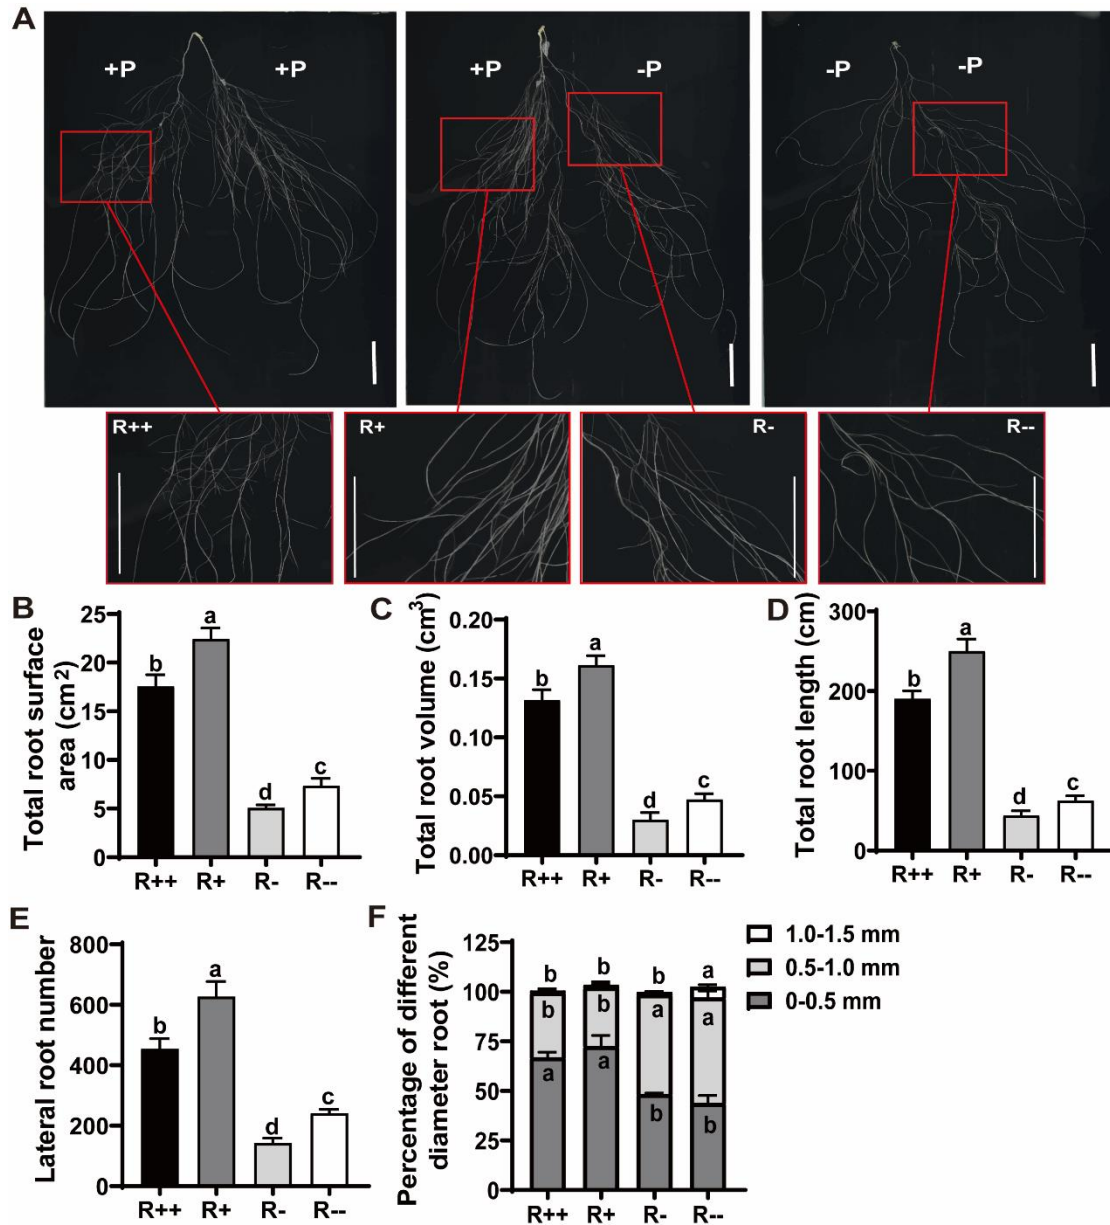 A
+P +P
+P -P
-P -P
R++
R+
R-
R--
B
Total root surface
area (cm²)
25
20
15
10
5
0
b
a
d
c
R++ R+ R- R--
C
Total root volume (cm³)
0.20
0.15
0.10
0.05
0.00
b
a
d
c
R++ R+ R- R--
D
Total root length (cm)
300
200
100
0
b
a
d
c
R++ R+ R- R--
E
Lateral root number
800
600
400
200
0
b
a
d
c
R++ R+ R- R--
F
Percentage of different
diameter root (%)
125
100
75
50
25
0
b b b a
b b a a
a a b b
R++ R+ R- R--
1.0-1.5 mm
0.5-1.0 mm
0-0.5 mm